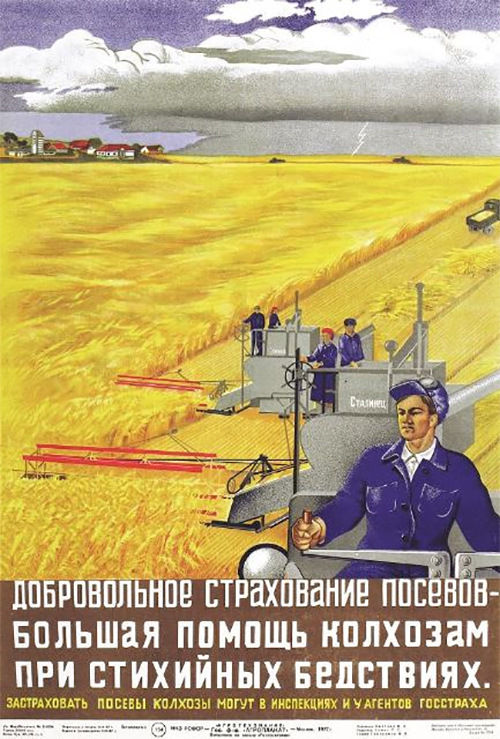 Сталинец
ДОБРОВОЛЬНОЕ СТРАХОВАНИЕ ПОСЕВОВ-
БОЛЬШАЯ ПОМОЩЬ КОЛХОЗАМ
ПРИ СТИХИЙНЫХ БЕДСТВИЯХ.
ЗАСТРАХОВАТЬ ПОСЕВЫ КОЛХОЗЫ МОГУТ В ИНСПЕКЦИЯХ И У АГЕНТОВ ГОССТРАХА.